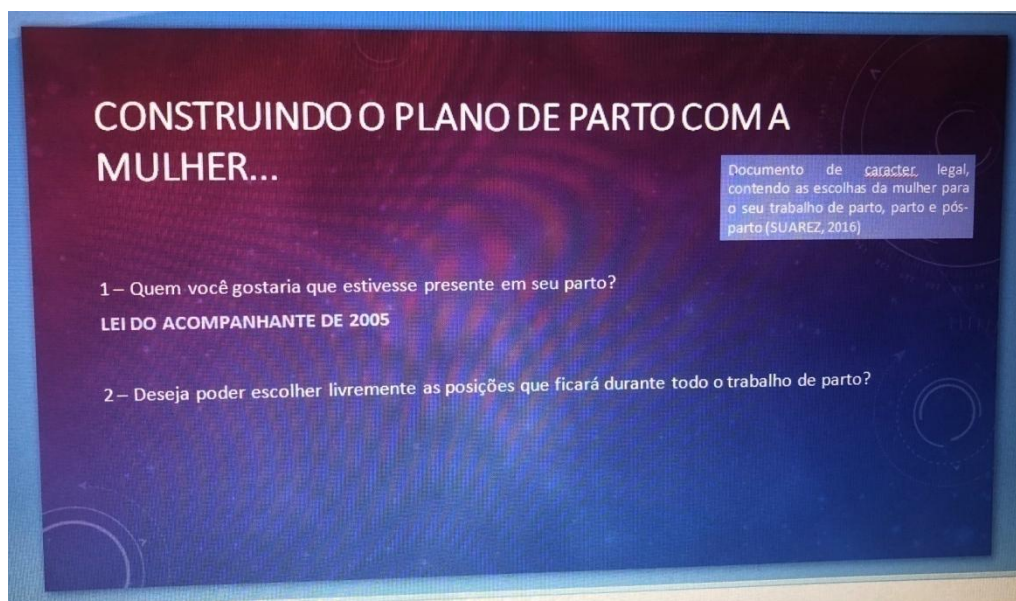 CONSTRUINDO O PLANO DE PARTO COM A
MULHER...
Documento de caracter legal,
contendo as escolhas da mulher para
o seu trabalho de parto, parto e pós-
parto (SUAREZ, 2016)
1 – Quem você gostaria que estivesse presente em seu parto?
LEI DO ACOMPANHANTE DE 2005
2 – Deseja poder escolher livremente as posições que ficará durante todo o trabalho de parto?